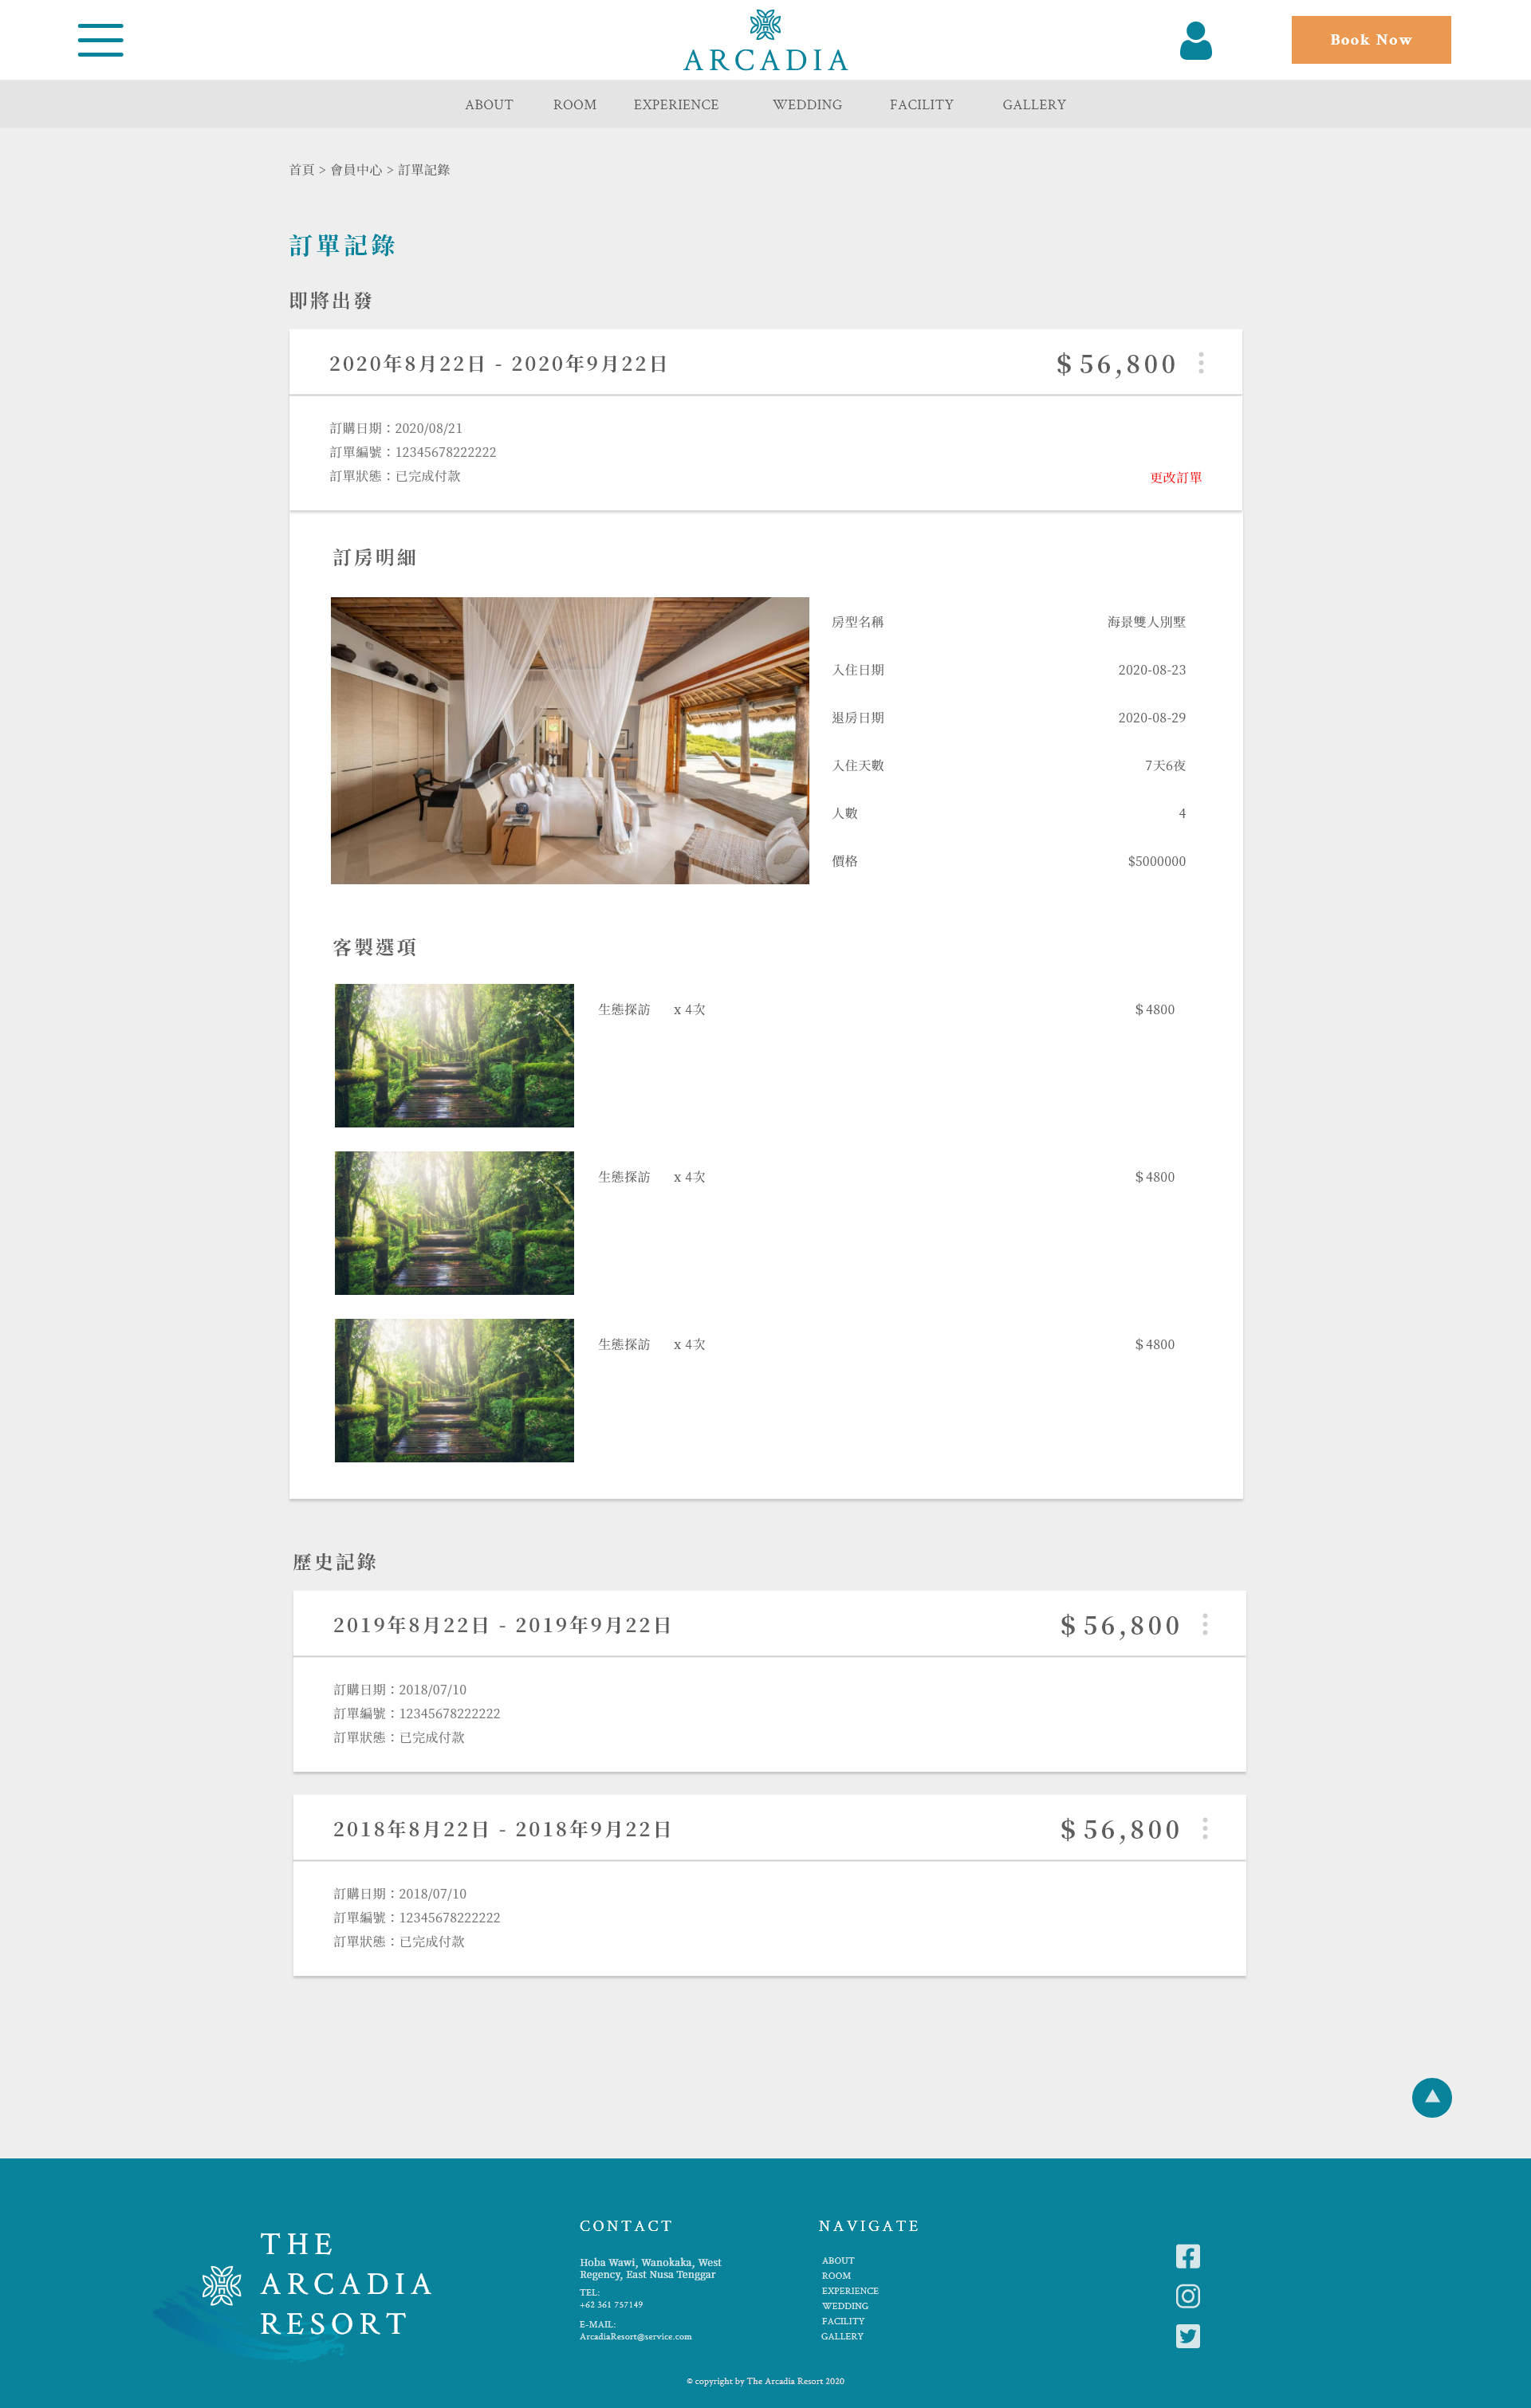 ARCADIA
Book Now
ABOUT ROOM EXPERIENCE WEDDING FACILITY GALLERY
首頁 > 會員中心 > 訂單記錄
訂單記錄
即將出發
2020年8月22日 - 2020年9月22日 $ 56,800
訂購日期：2020/08/21
訂單編號：12345678222222
訂單狀態：已完成付款
更改訂單
訂房明細
房型名稱 海景雙人別墅
入住日期 2020-08-23
退房日期 2020-08-29
入住天數 7天6夜
人數 4
價格 $5000000
客製選項
生態探訪 x 4次 $ 4800
生態探訪 x 4次 $ 4800
生態探訪 x 4次 $ 4800
歷史記錄
2019年8月22日 - 2019年9月22日 $ 56,800
訂購日期：2018/07/10
訂單編號：12345678222222
訂單狀態：已完成付款
2018年8月22日 - 2018年9月22日 $ 56,800
訂購日期：2018/07/10
訂單編號：12345678222222
訂單狀態：已完成付款
THE
ARCADIA
RESORT
CONTACT
Hoba Wawi, Wanokaka, West
Regency, East Nusa Tenggar
TEL:
+62 361 757149
E-MAIL:
ArcadiaResort@service.com
NAVIGATE
ABOUT
ROOM
EXPERIENCE
WEDDING
FACILITY
GALLERY
© copyright by The Arcadia Resort 2020